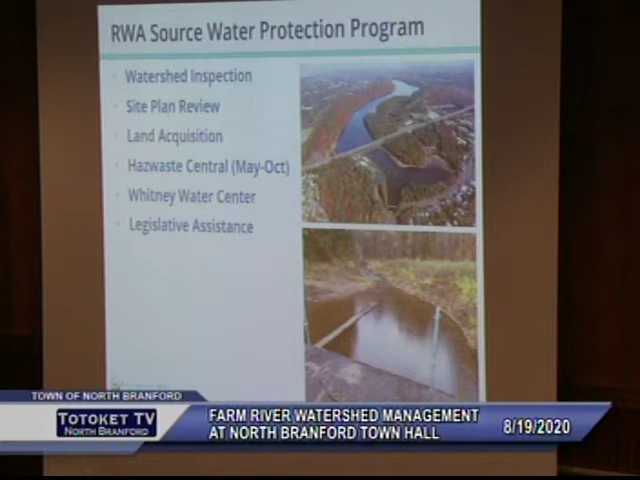 RWA Source Water Protection Program
Watershed Inspection
Site Plan Review
Land Acquisition
Hazwaste Central (May-Oct)
Whitney Water Center
Legislative Assistance
TOWN OF NORTH BRANFORD
TOTOKET TV
NORTH BRANFORD
FARM RIVER WATERSHED MANAGEMENT
AT NORTH BRANFORD TOWN HALL
8/19/2020